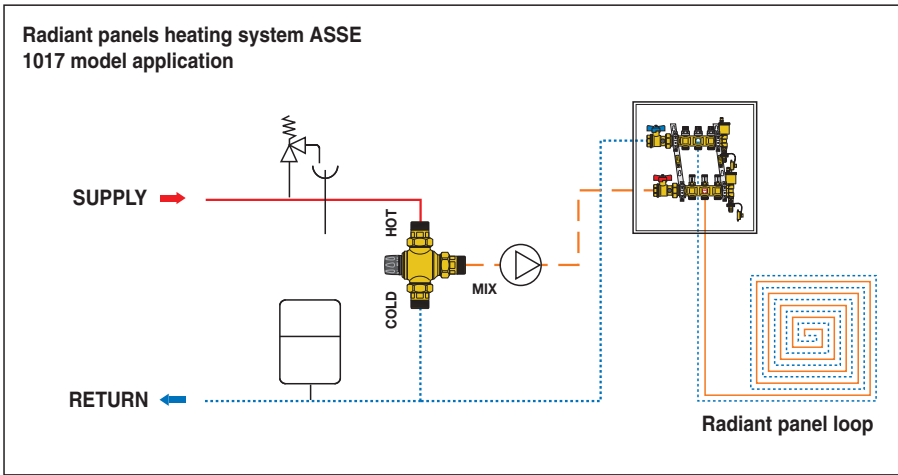 Radiant panels heating system ASSE
1017 model application
SUPPLY
HOT
COLD
MIX
RETURN
Radiant panel loop